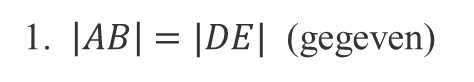 1. |AB| = |DE| (gegeven)